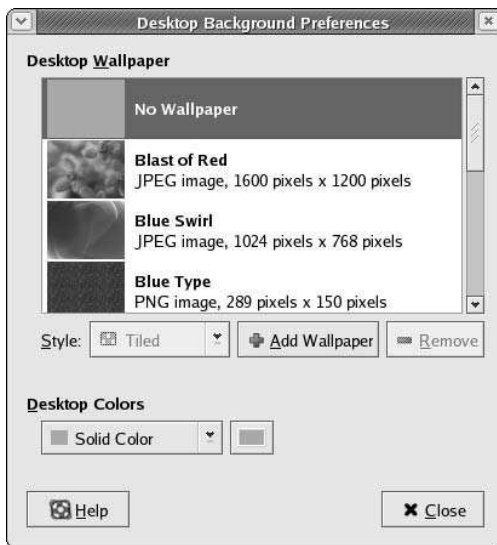 Desktop Background Preferences
Desktop Wallpaper
No Wallpaper
Blast of Red
JPEG image, 1600 pixels x 1200 pixels
Blue Swirl
JPEG image, 1024 pixels x 768 pixels
Blue Type
PNG image, 289 pixels x 150 pixels
Style: Tiled Add Wallpaper Remove
Desktop Colors
Solid Color
Help Close